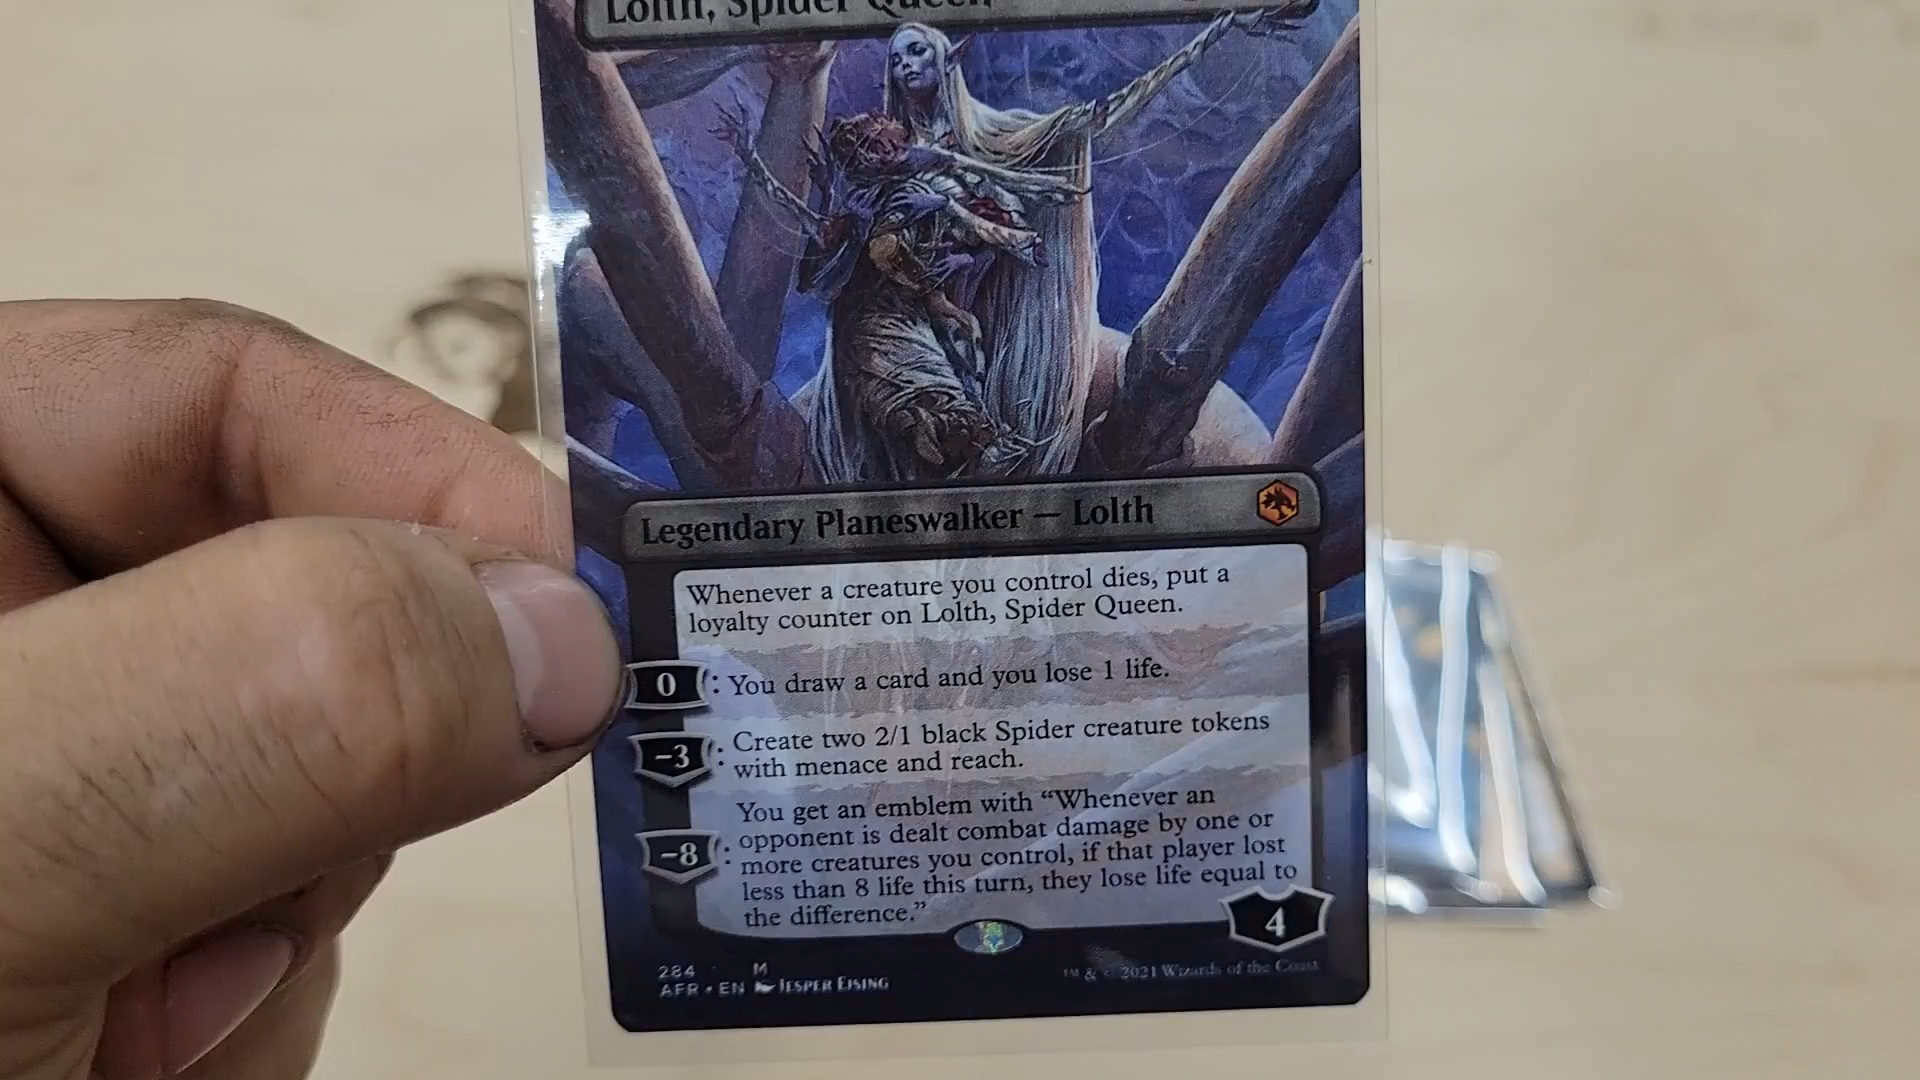 Lolth, Spider Queen
Legendary Planeswalker — Lolth
Whenever a creature you control dies, put a
loyalty counter on Lolth, Spider Queen.
0 : You draw a card and you lose 1 life.
−3 : Create two 2/1 black Spider creature tokens
with menace and reach.
You get an emblem with “Whenever an
opponent is dealt combat damage by one or
−8 : more creatures you control, if that player lost
less than 8 life this turn, they lose life equal to
the difference.”
4
284 M
AFR • EN Jesper Ejsing
™ & © 2021 Wizards of the Coast